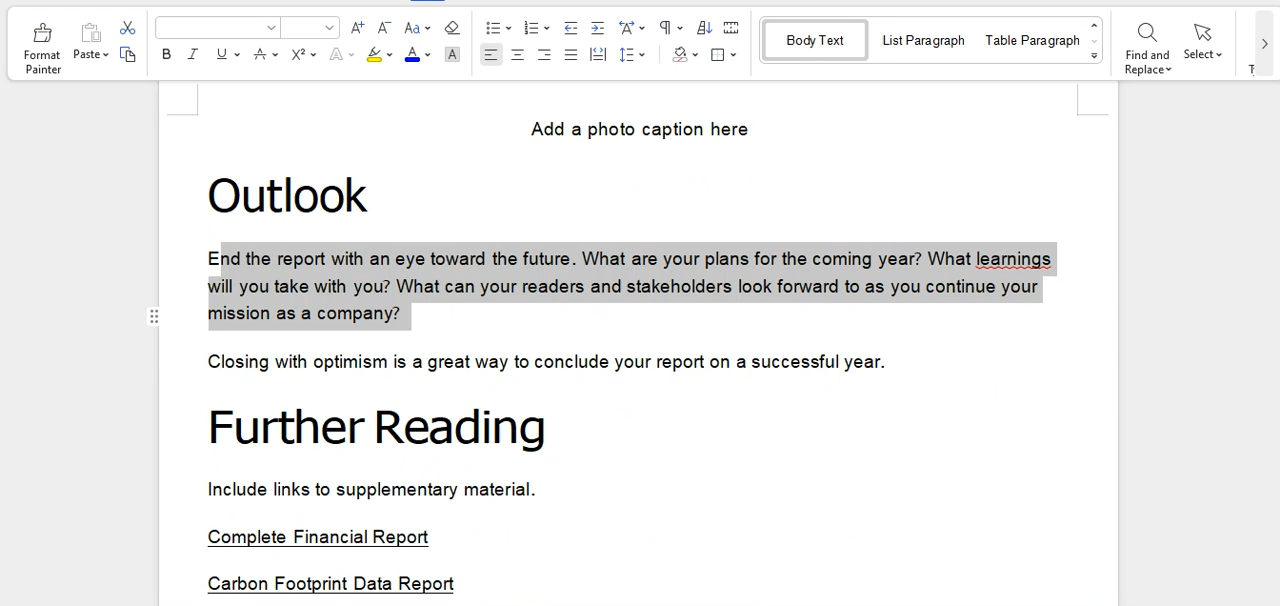 Format
Painter
Paste
Aa
B I U A X² A A A
Body Text
List Paragraph
Table Paragraph
Find and
Replace
Select
Add a photo caption here
Outlook
End the report with an eye toward the future. What are your plans for the coming year? What learnings
will you take with you? What can your readers and stakeholders look forward to as you continue your
mission as a company?
Closing with optimism is a great way to conclude your report on a successful year.
Further Reading
Include links to supplementary material.
Complete Financial Report
Carbon Footprint Data Report